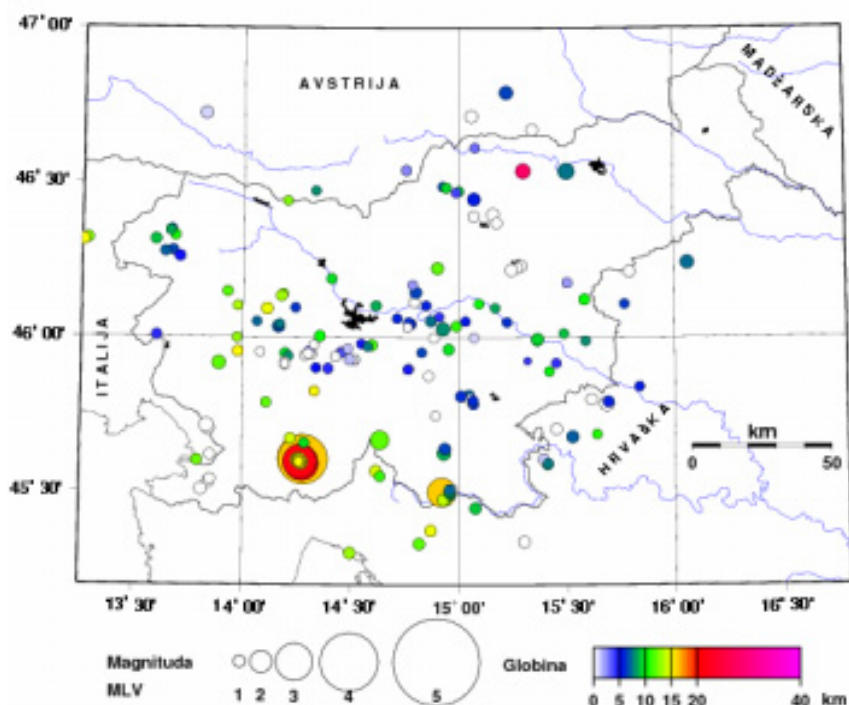 47° 00'
AVSTRIJA
MADŽARSKA
46° 30'
46° 00'
ITALIJA
HRVAŠKA
km
0
50
45° 30'
13° 30'
14° 00'
14° 30'
15° 00'
15° 30'
16° 00'
16° 30'
Magnituda
MLV
1 2 3 4 5
Globina
0 5 10 15 20 40 km